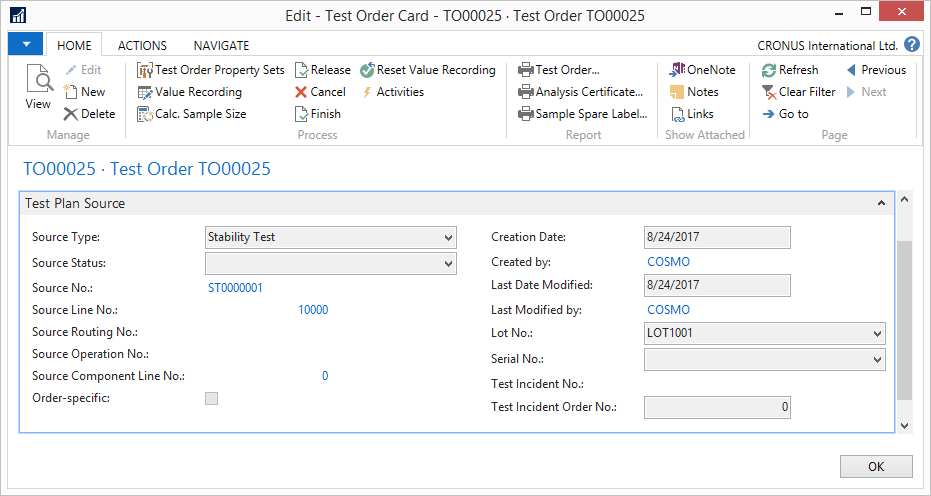 Edit - Test Order Card - TO00025 · Test Order TO00025
HOME ACTIONS NAVIGATE CRONUS International Ltd.
View
Edit
New
Delete
Manage
Test Order Property Sets
Value Recording
Calc. Sample Size
Release
Cancel
Finish
Reset Value Recording
Activities
Process
Test Order...
Analysis Certificate...
Sample Spare Label...
Report
OneNote
Notes
Links
Show Attached
Refresh
Clear Filter
Go to
Previous
Next
Page
TO00025 · Test Order TO00025
Test Plan Source
Source Type: Stability Test
Source Status:
Source No.: ST0000001
Source Line No.: 10000
Source Routing No.:
Source Operation No.:
Source Component Line No.: 0
Order-specific:
Creation Date: 8/24/2017
Created by: COSMO
Last Date Modified: 8/24/2017
Last Modified by: COSMO
Lot No.: LOT1001
Serial No.:
Test Incident No.:
Test Incident Order No.: 0
OK